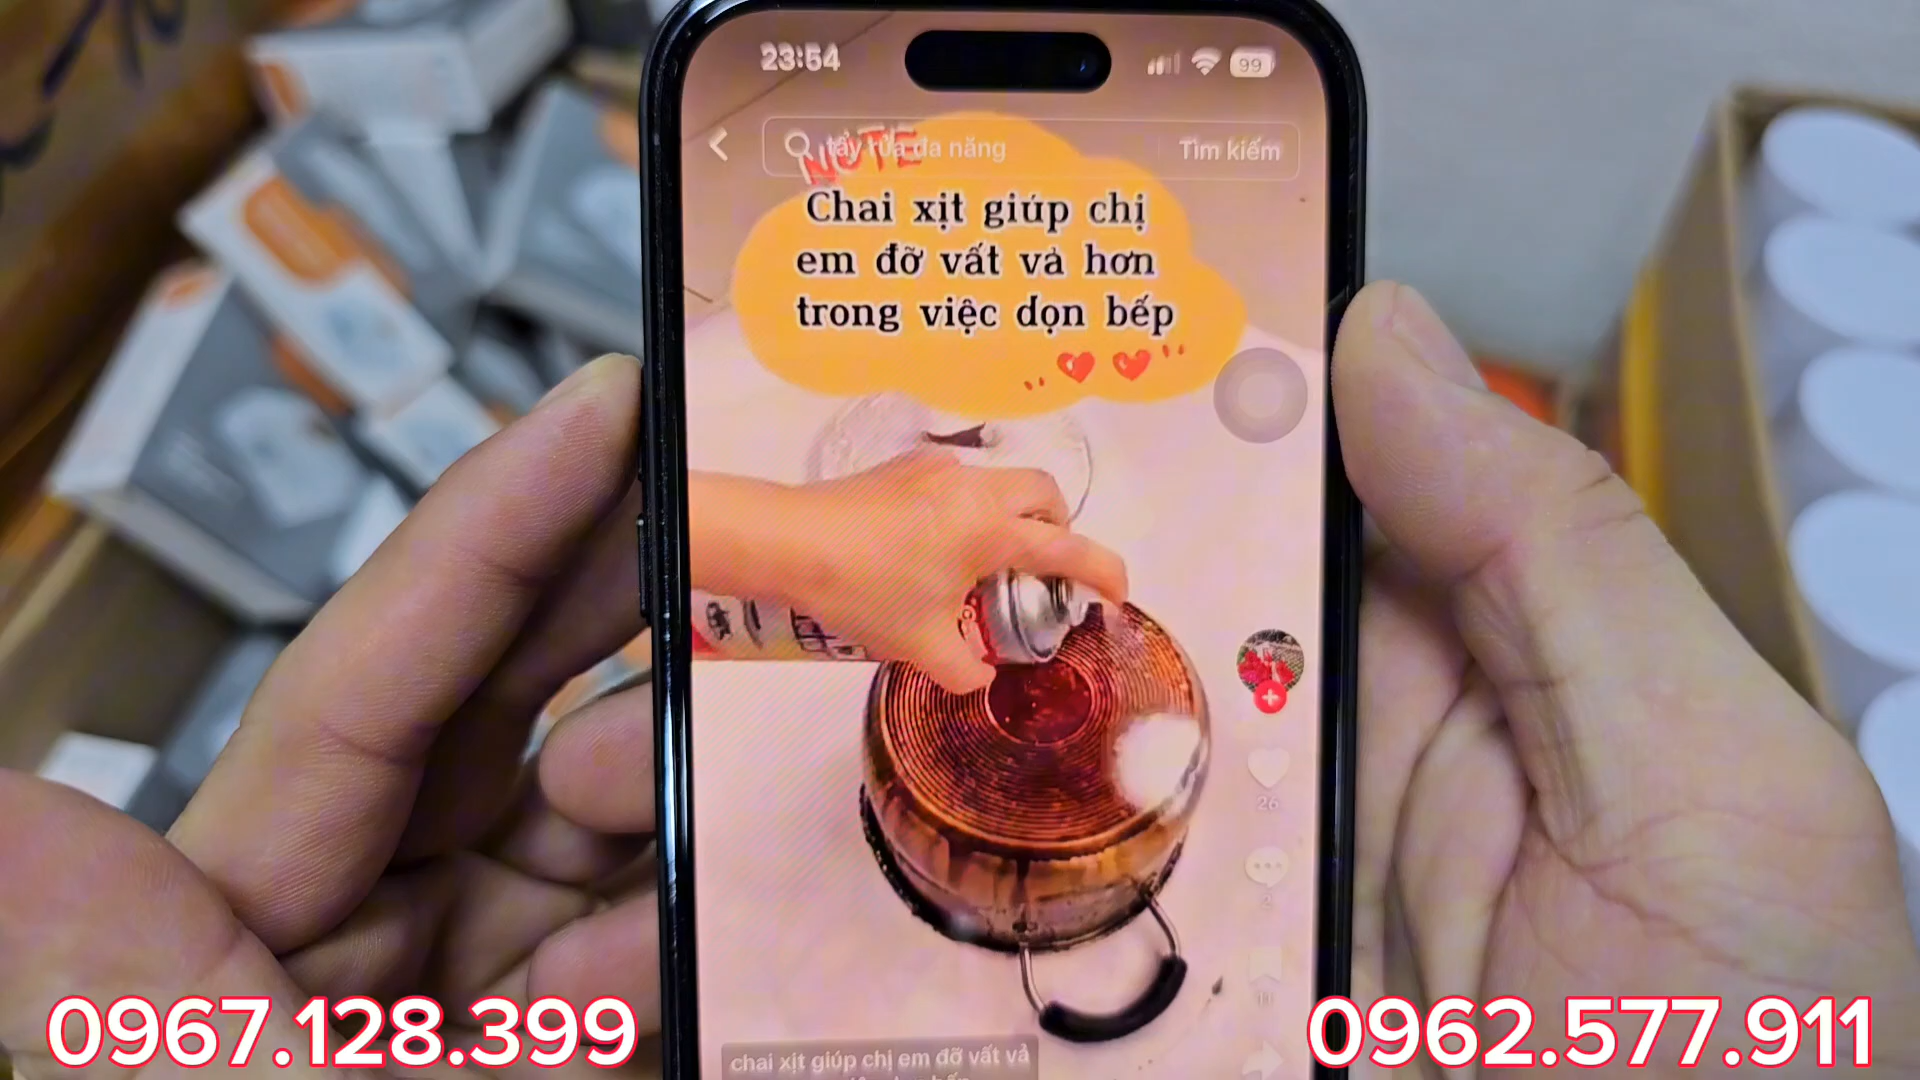 23:54
99
tẩy rửa đa năng
Tìm kiếm
NOTE
Chai xịt giúp chị
em đỡ vất vả hơn
trong việc dọn bếp
26
2
11
chai xịt giúp chị em đỡ vất vả
0967.128.399
0962.577.911